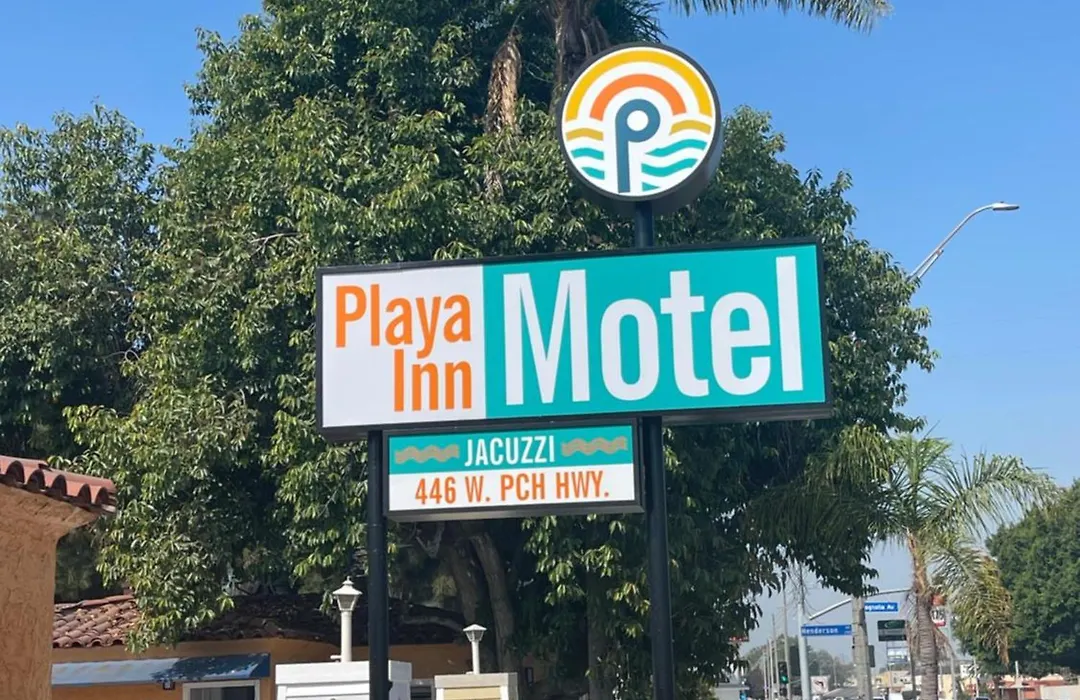 P
Playa
Inn
Motel
JACUZZI
446 W. PCH HWY.
Henderson